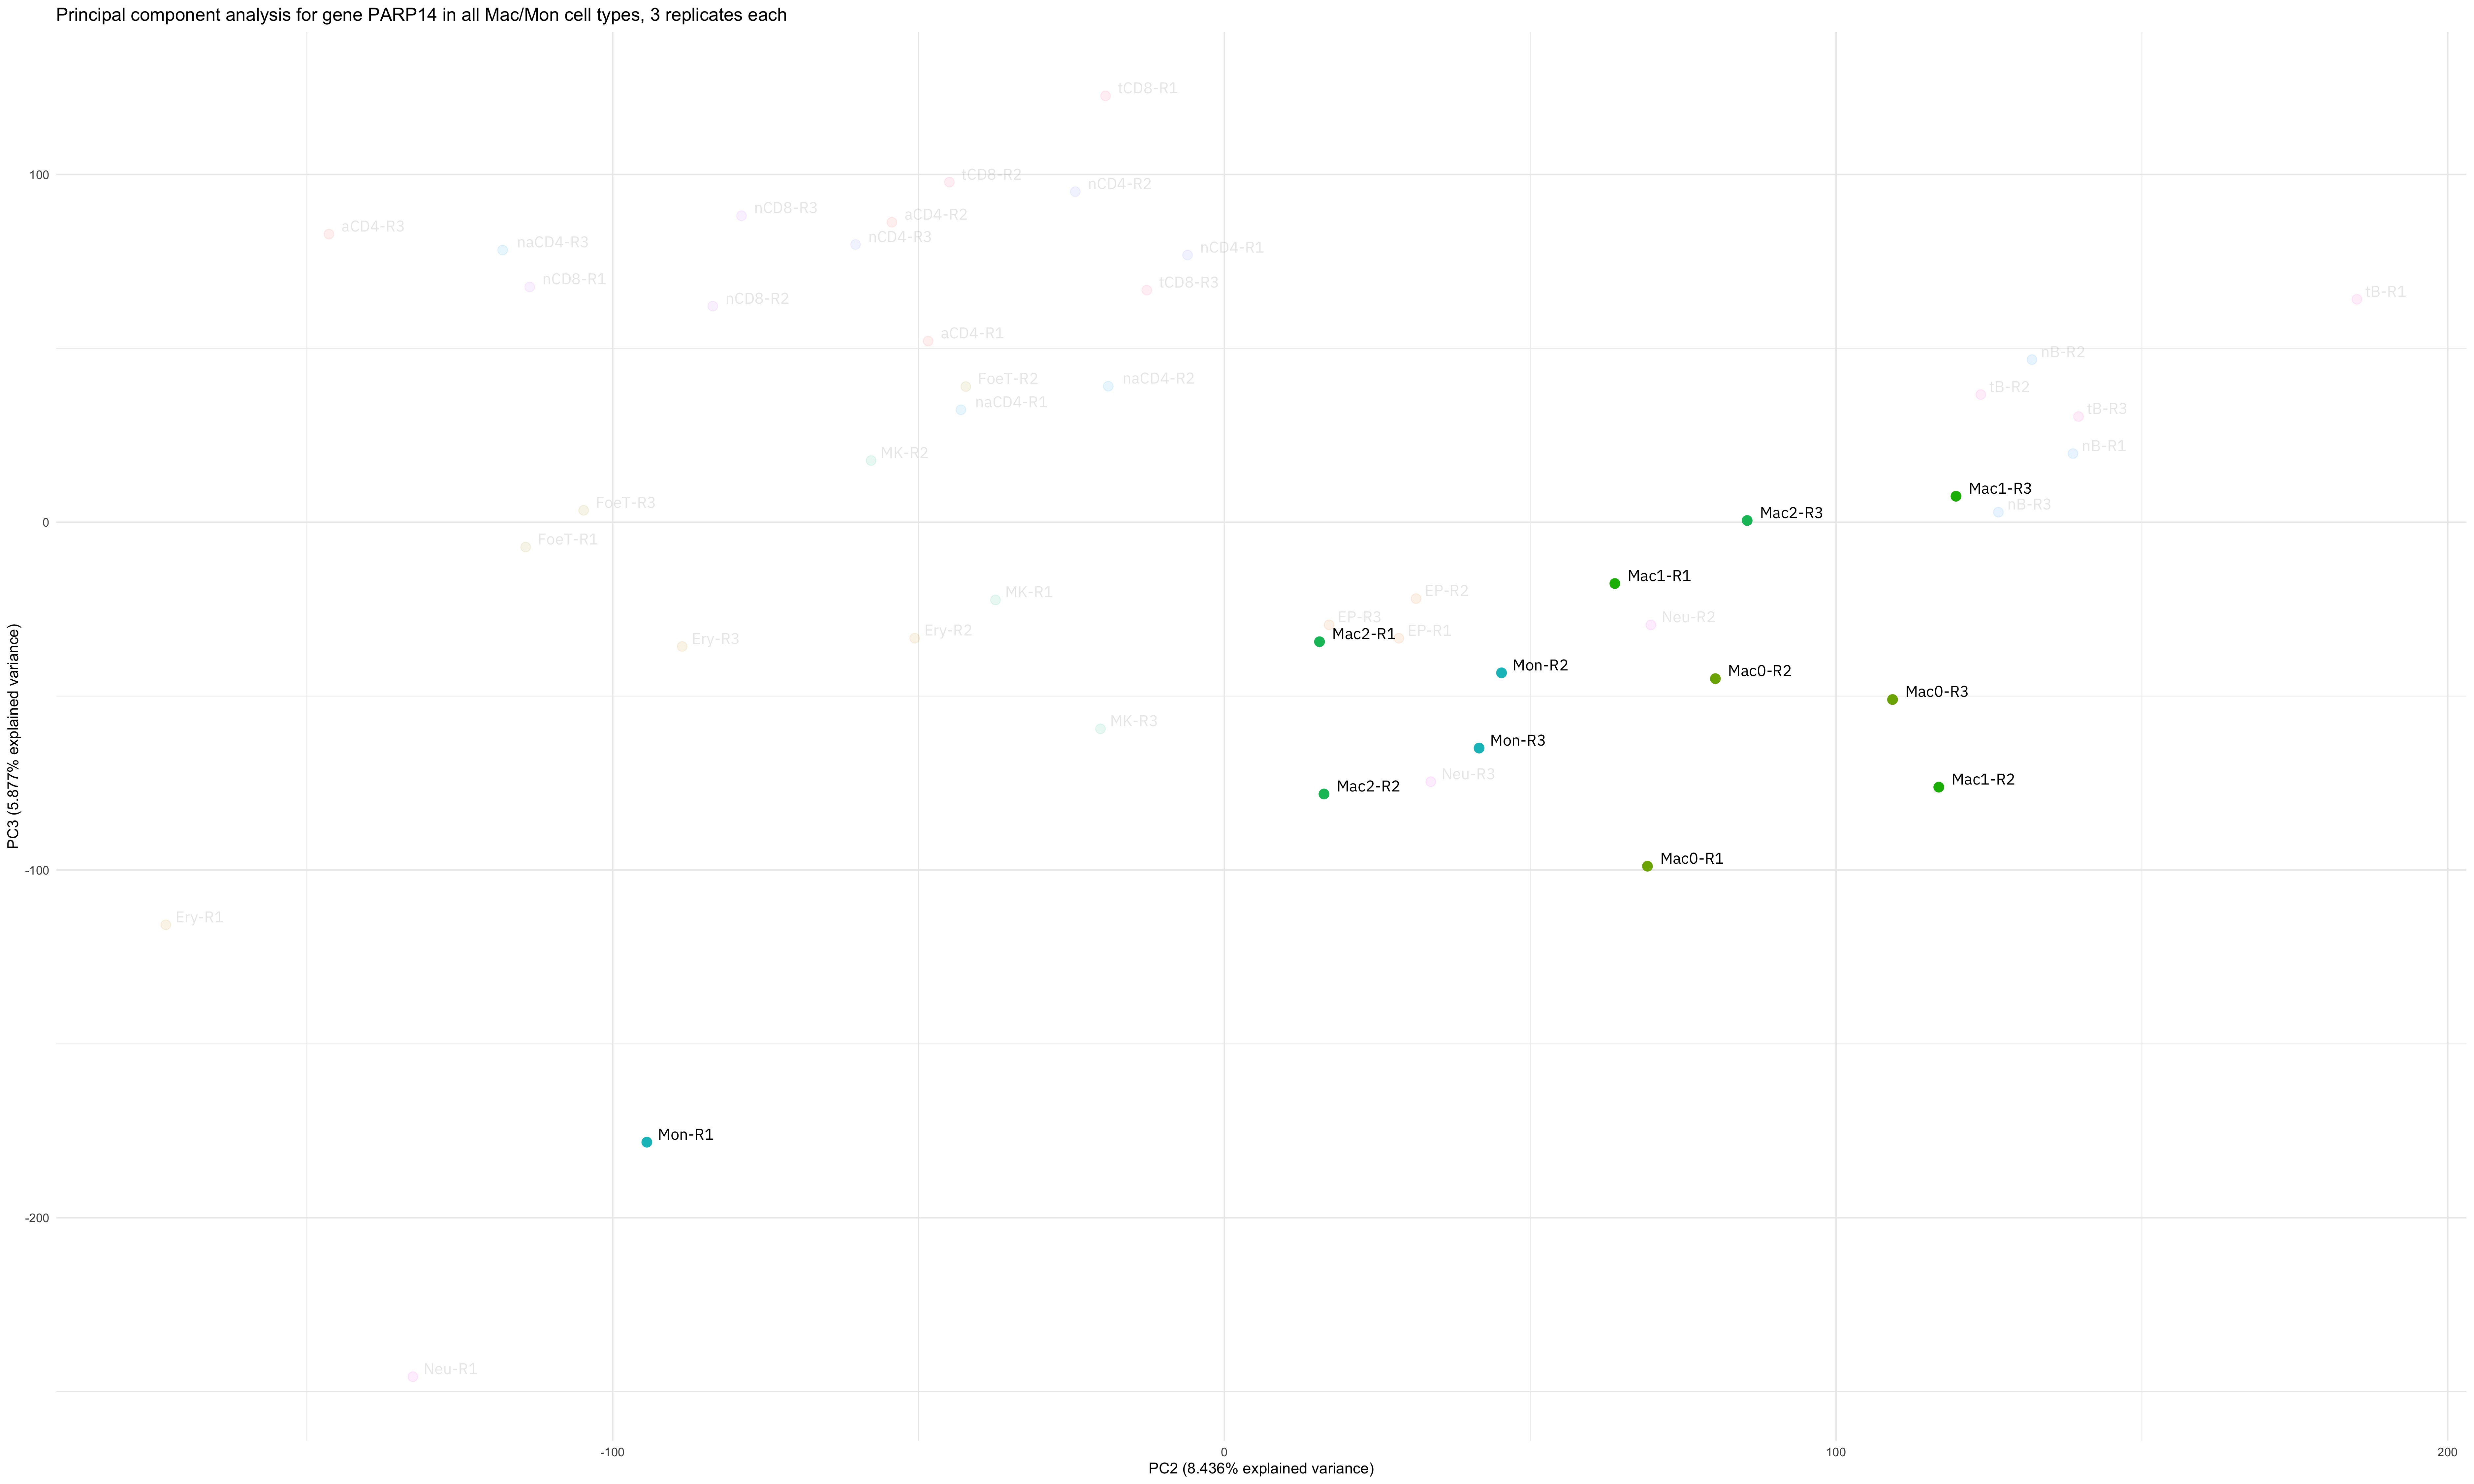 Principal component analysis for gene PARP14 in all Mac/Mon cell types, 3 replicates each
tCD8-R1
100
tCD8-R2
nCD4-R2
nCD8-R3
aCD4-R2
aCD4-R3
nCD4-R3
naCD4-R3
nCD4-R1
nCD8-R1
tCD8-R3
nCD8-R2
tB-R1
aCD4-R1
nB-R2
FoeT-R2
naCD4-R2
tB-R2
naCD4-R1
tB-R3
nB-R1
MK-R2
Mac1-R3
FoeT-R3
nB-R3
Mac2-R3
0
FoeT-R1
Mac1-R1
MK-R1
EP-R2
EP-R3
Neu-R2
Ery-R2
EP-R1
Mac2-R1
Ery-R3
Mon-R2
Mac0-R2
Mac0-R3
MK-R3
Mon-R3
Neu-R3
Mac1-R2
Mac2-R2
Mac0-R1
-100
Ery-R1
Mon-R1
-200
Neu-R1
PC3 (5.877% explained variance)
-100
0
100
200
PC2 (8.436% explained variance)